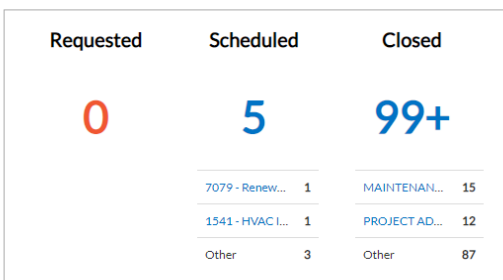 Requested Scheduled Closed
0 5 99+
7079 - Renew... 1 MAINTENAN... 15
1541 - HVAC I... 1 PROJECT AD... 12
Other 3 Other 87